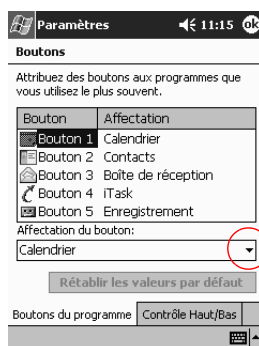 Paramètres 11:15 ok
Boutons
Attribuez des boutons aux programmes que
vous utilisez le plus souvent.
Bouton Affectation
Bouton 1 Calendrier
Bouton 2 Contacts
Bouton 3 Boîte de réception
Bouton 4 iTask
Bouton 5 Enregistrement
Affectation du bouton:
Calendrier
Rétablir les valeurs par défaut
Boutons du programme Contrôle Haut/Bas